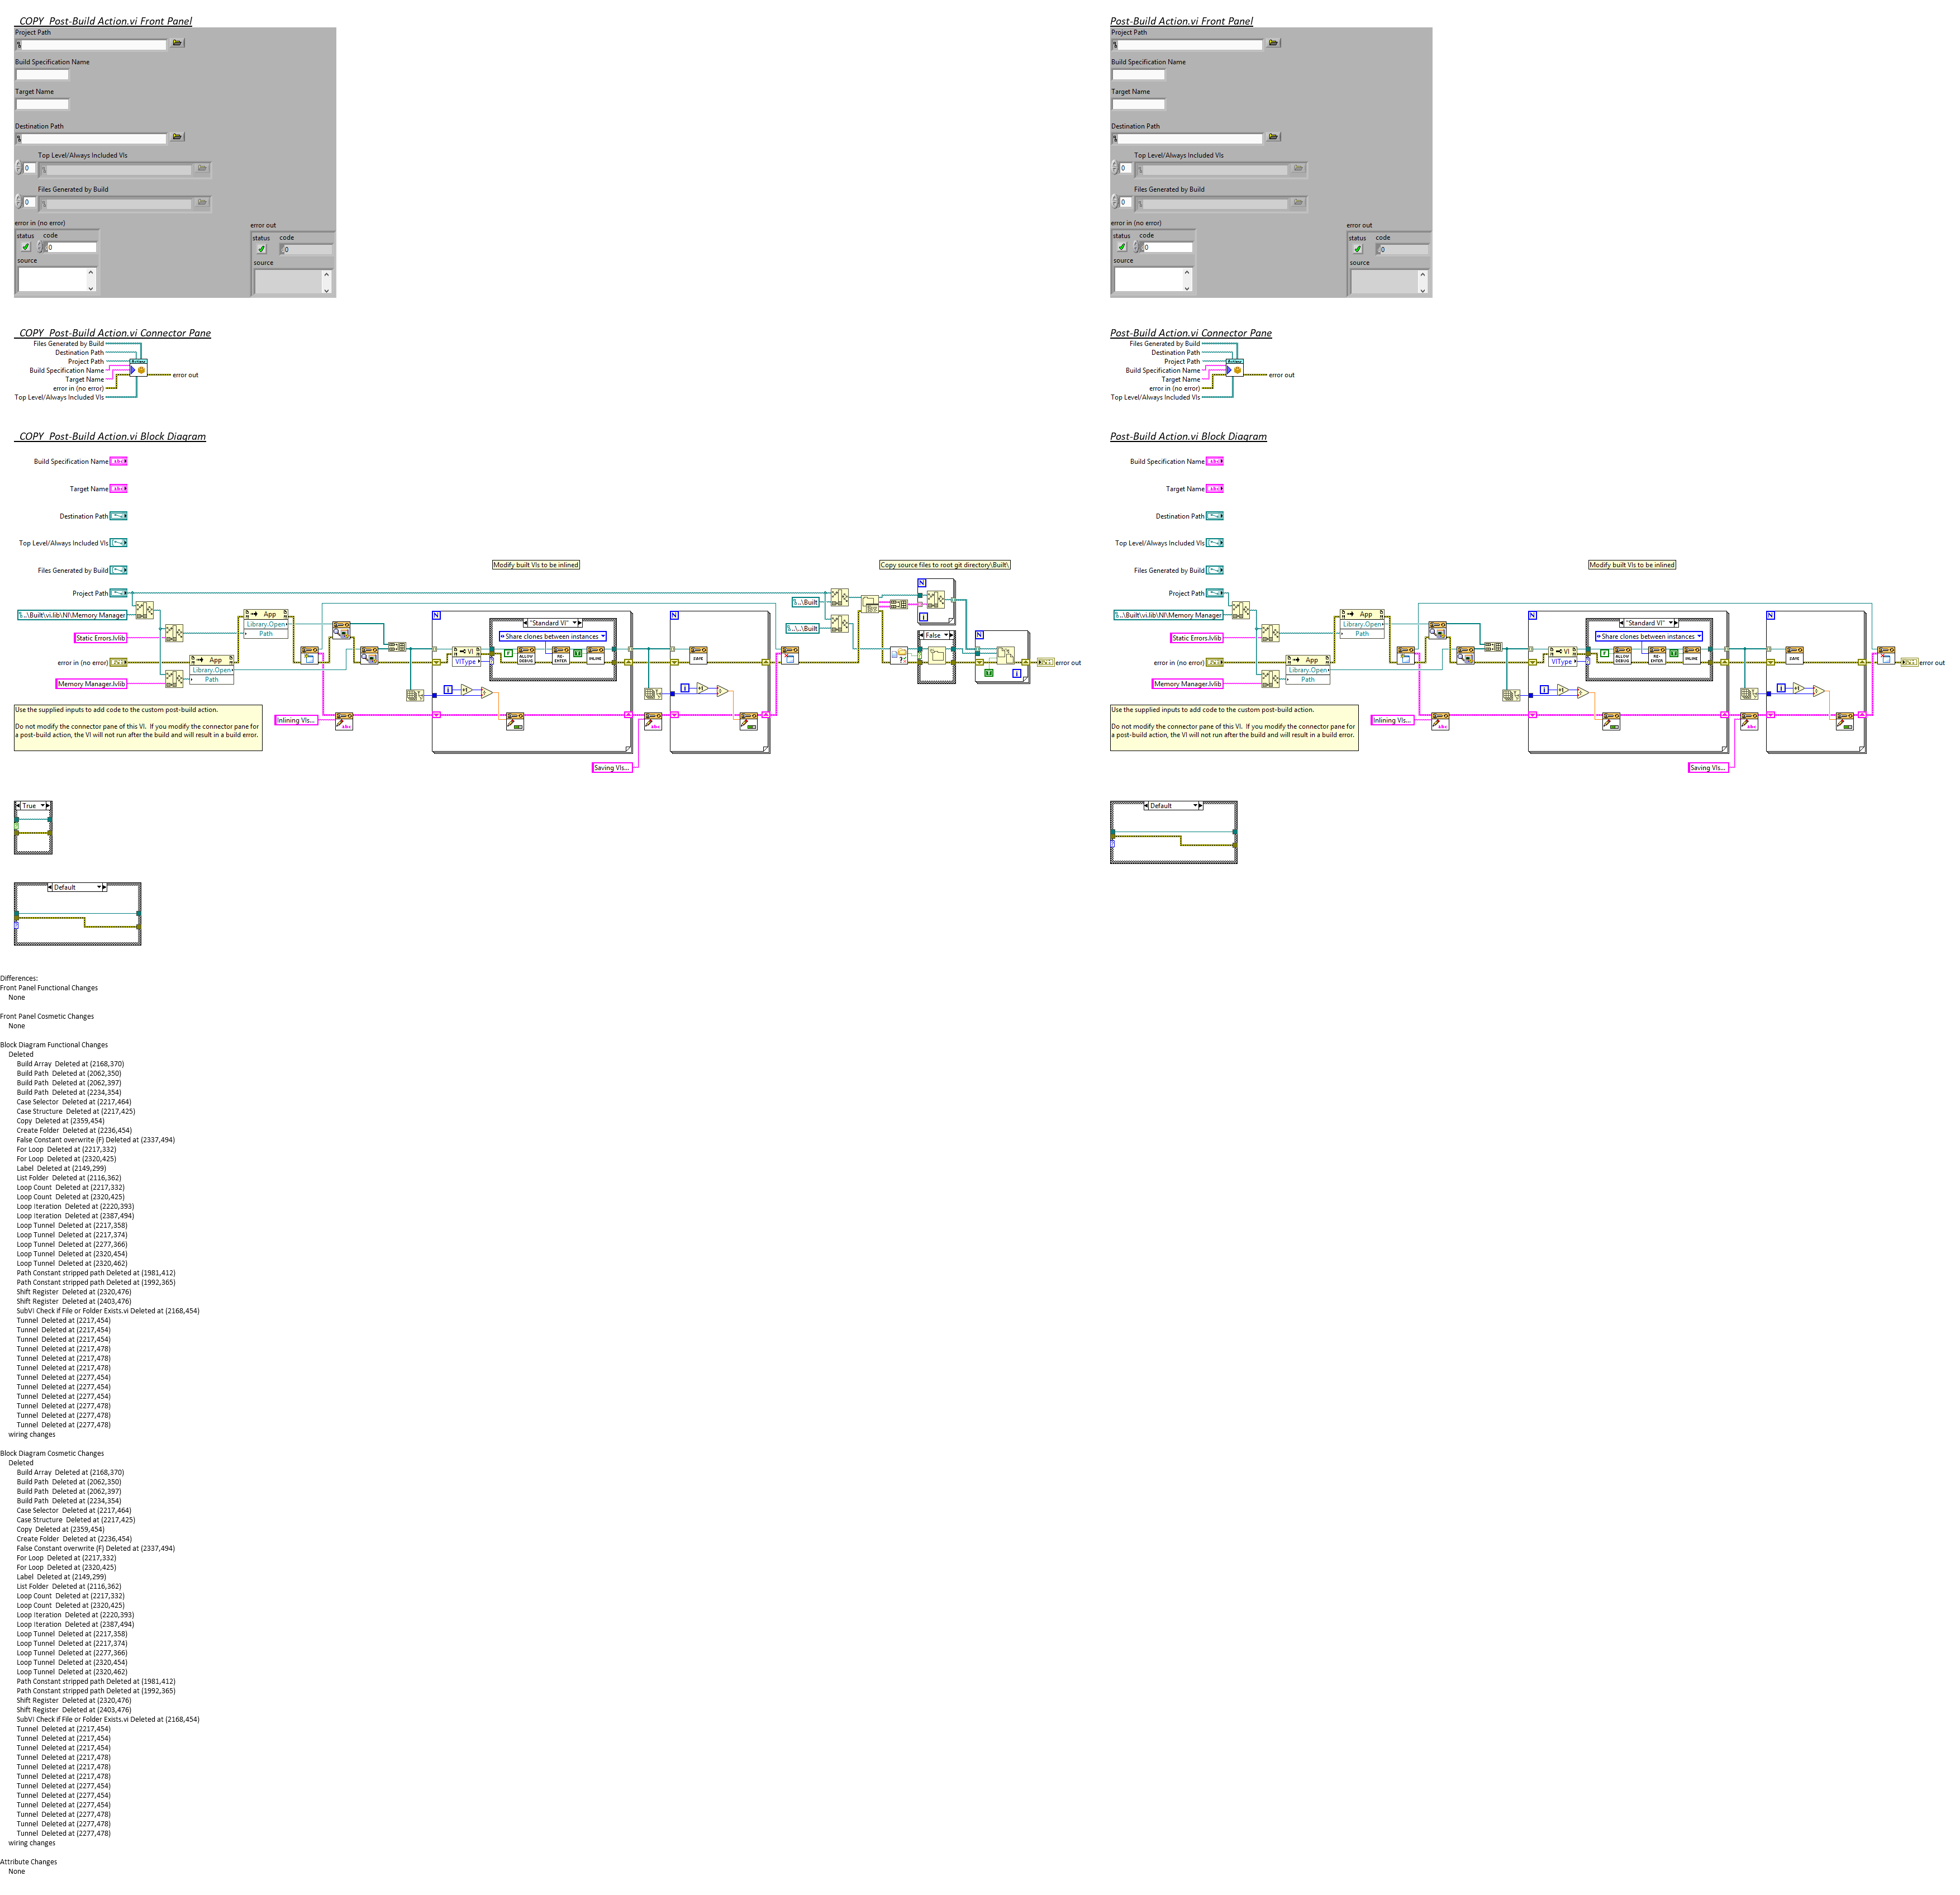 _COPY_Post-Build Action.vi Front Panel
Project Path
Build Specification Name
Target Name
Destination Path
Top Level/Always Included VIs
0
Files Generated by Build
0
error in (no error)
status code
0
source
error out
status code
0
source
_COPY_Post-Build Action.vi Connector Pane
Files Generated by Build
Destination Path
Project Path
Build Specification Name
Target Name
error in (no error)
Top Level/Always Included VIs
error out
_COPY_Post-Build Action.vi Block Diagram
Build Specification Name
Target Name
Destination Path
Top Level/Always Included VIs
Files Generated by Build
Project Path
..\Built\vi.lib\NI\Memory Manager
Static Errors.lvlib
error in (no error)
Memory Manager.lvlib
App
Library.Open
Path
App
Library.Open
Path
Modify built VIs to be inlined
Copy source files to root git directory\Built\
N
"Standard VI"
Share clones between instances
VI
VIType
F
ALLOW DEBUG
RE-ENTER
T
INLINE
i
N
SAVE
i
..\Built
..\..\Built
N
i
False
N
i
error out
Use the supplied inputs to add code to the custom post-build action.
Do not modify the connector pane of this VI. If you modify the connector pane for
a post-build action, the VI will not run after the build and will result in a build error.
Inlining VIs...
Saving VIs...
True
Default
Post-Build Action.vi Front Panel
Project Path
Build Specification Name
Target Name
Destination Path
Top Level/Always Included VIs
0
Files Generated by Build
0
error in (no error)
status code
0
source
error out
status code
0
source
Post-Build Action.vi Connector Pane
Files Generated by Build
Destination Path
Project Path
Build Specification Name
Target Name
error in (no error)
Top Level/Always Included VIs
error out
Post-Build Action.vi Block Diagram
Build Specification Name
Target Name
Destination Path
Top Level/Always Included VIs
Files Generated by Build
Project Path
..\Built\vi.lib\NI\Memory Manager
Static Errors.lvlib
error in (no error)
Memory Manager.lvlib
App
Library.Open
Path
App
Library.Open
Path
Modify built VIs to be inlined
N
"Standard VI"
Share clones between instances
VI
VIType
F
ALLOW DEBUG
RE-ENTER
T
INLINE
i
N
SAVE
i
error out
Use the supplied inputs to add code to the custom post-build action.
Do not modify the connector pane of this VI. If you modify the connector pane for
a post-build action, the VI will not run after the build and will result in a build error.
Inlining VIs...
Saving VIs...
Default
Differences:
Front Panel Functional Changes
None
Front Panel Cosmetic Changes
None
Block Diagram Functional Changes
Deleted
Build Array Deleted at (2168,370)
Build Path Deleted at (2062,350)
Build Path Deleted at (2062,397)
Build Path Deleted at (2234,354)
Case Selector Deleted at (2217,464)
Case Structure Deleted at (2217,425)
Copy Deleted at (2359,454)
Create Folder Deleted at (2236,454)
False Constant overwrite (F) Deleted at (2337,494)
For Loop Deleted at (2217,332)
For Loop Deleted at (2320,425)
Label Deleted at (2149,299)
List Folder Deleted at (2116,362)
Loop Count Deleted at (2217,332)
Loop Count Deleted at (2320,425)
Loop Iteration Deleted at (2220,393)
Loop Iteration Deleted at (2387,494)
Loop Tunnel Deleted at (2217,358)
Loop Tunnel Deleted at (2217,374)
Loop Tunnel Deleted at (2277,366)
Loop Tunnel Deleted at (2320,454)
Loop Tunnel Deleted at (2320,462)
Path Constant stripped path Deleted at (1981,412)
Path Constant stripped path Deleted at (1992,365)
Shift Register Deleted at (2320,476)
Shift Register Deleted at (2403,476)
SubVI Check if File or Folder Exists.vi Deleted at (2168,454)
Tunnel Deleted at (2217,454)
Tunnel Deleted at (2217,454)
Tunnel Deleted at (2217,454)
Tunnel Deleted at (2217,478)
Tunnel Deleted at (2217,478)
Tunnel Deleted at (2217,478)
Tunnel Deleted at (2277,454)
Tunnel Deleted at (2277,454)
Tunnel Deleted at (2277,454)
Tunnel Deleted at (2277,478)
Tunnel Deleted at (2277,478)
Tunnel Deleted at (2277,478)
wiring changes
Block Diagram Cosmetic Changes
Deleted
Build Array Deleted at (2168,370)
Build Path Deleted at (2062,350)
Build Path Deleted at (2062,397)
Build Path Deleted at (2234,354)
Case Selector Deleted at (2217,464)
Case Structure Deleted at (2217,425)
Copy Deleted at (2359,454)
Create Folder Deleted at (2236,454)
False Constant overwrite (F) Deleted at (2337,494)
For Loop Deleted at (2217,332)
For Loop Deleted at (2320,425)
Label Deleted at (2149,299)
List Folder Deleted at (2116,362)
Loop Count Deleted at (2217,332)
Loop Count Deleted at (2320,425)
Loop Iteration Deleted at (2220,393)
Loop Iteration Deleted at (2387,494)
Loop Tunnel Deleted at (2217,358)
Loop Tunnel Deleted at (2217,374)
Loop Tunnel Deleted at (2277,366)
Loop Tunnel Deleted at (2320,454)
Loop Tunnel Deleted at (2320,462)
Path Constant stripped path Deleted at (1981,412)
Path Constant stripped path Deleted at (1992,365)
Shift Register Deleted at (2320,476)
Shift Register Deleted at (2403,476)
SubVI Check if File or Folder Exists.vi Deleted at (2168,454)
Tunnel Deleted at (2217,454)
Tunnel Deleted at (2217,454)
Tunnel Deleted at (2217,454)
Tunnel Deleted at (2217,478)
Tunnel Deleted at (2217,478)
Tunnel Deleted at (2217,478)
Tunnel Deleted at (2277,454)
Tunnel Deleted at (2277,454)
Tunnel Deleted at (2277,454)
Tunnel Deleted at (2277,478)
Tunnel Deleted at (2277,478)
Tunnel Deleted at (2277,478)
wiring changes
Attribute Changes
None